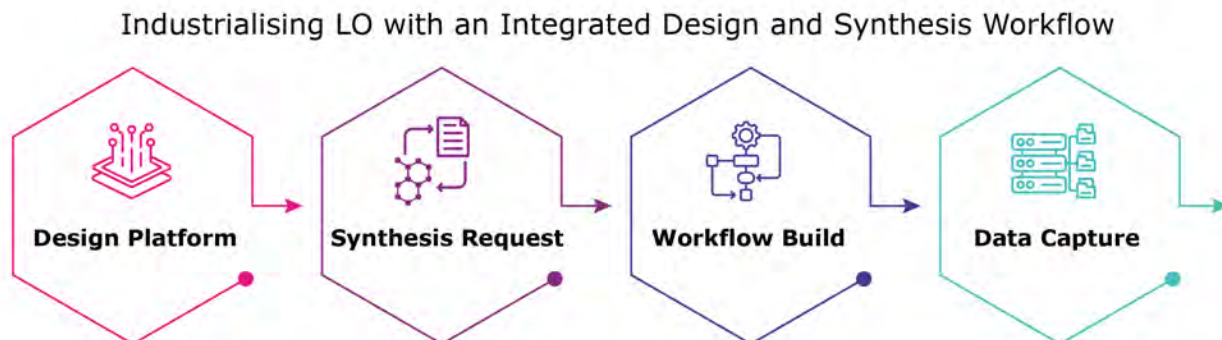 Industrialising LO with an Integrated Design and Synthesis Workflow
Design Platform
Synthesis Request
Workflow Build
Data Capture